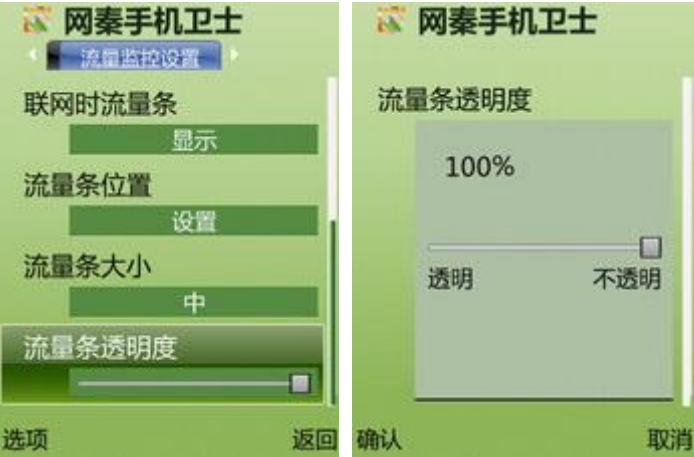 网秦手机卫士
流量监控设置
联网时流量条
显示
流量条位置
设置
流量条大小
中
流量条透明度
选项
返回
网秦手机卫士
流量条透明度
100%
透明
不透明
确认
取消